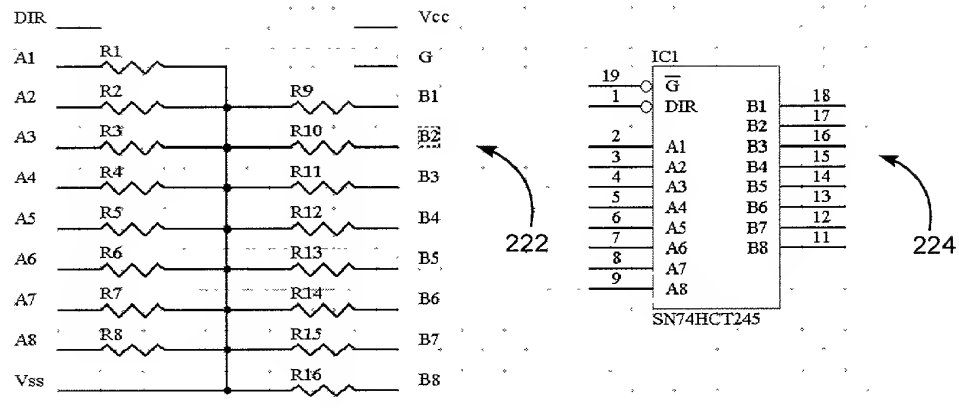 DIR Vcc
A1 R1 G
A2 R2 R9 B1
A3 R3 R10 B2
A4 R4 R11 B3
A5 R5 R12 B4
A6 R6 R13 B5
A7 R7 R14 B6
A8 R8 R15 B7
Vss R16 B8
222
IC1
19 G
1 DIR B1 18
B2 17
2 A1 B3 16
3 A2 B4 15
4 A3 B5 14
5 A4 B6 13
6 A5 B7 12
7 A6 B8 11
8 A7
9 A8
SN74HCT245
224